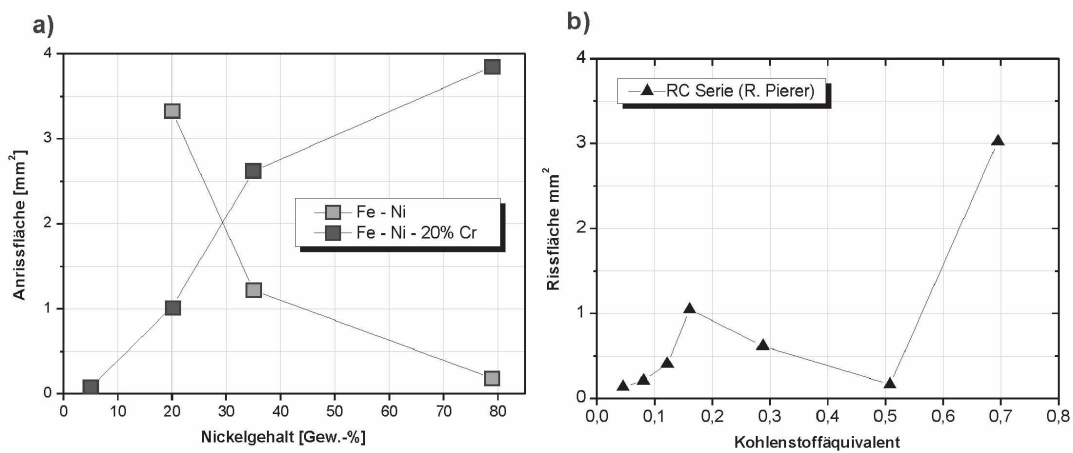 a)
Anrissfläche [mm²]
4
3
2
1
0
Fe - Ni
Fe - Ni - 20% Cr
0 10 20 30 40 50 60 70 80
Nickelgehalt [Gew.-%]
b)
Rissfläche mm²
4
3
2
1
0
RC Serie (R. Pierer)
0,0 0,1 0,2 0,3 0,4 0,5 0,6 0,7 0,8
Kohlenstoffäquivalent